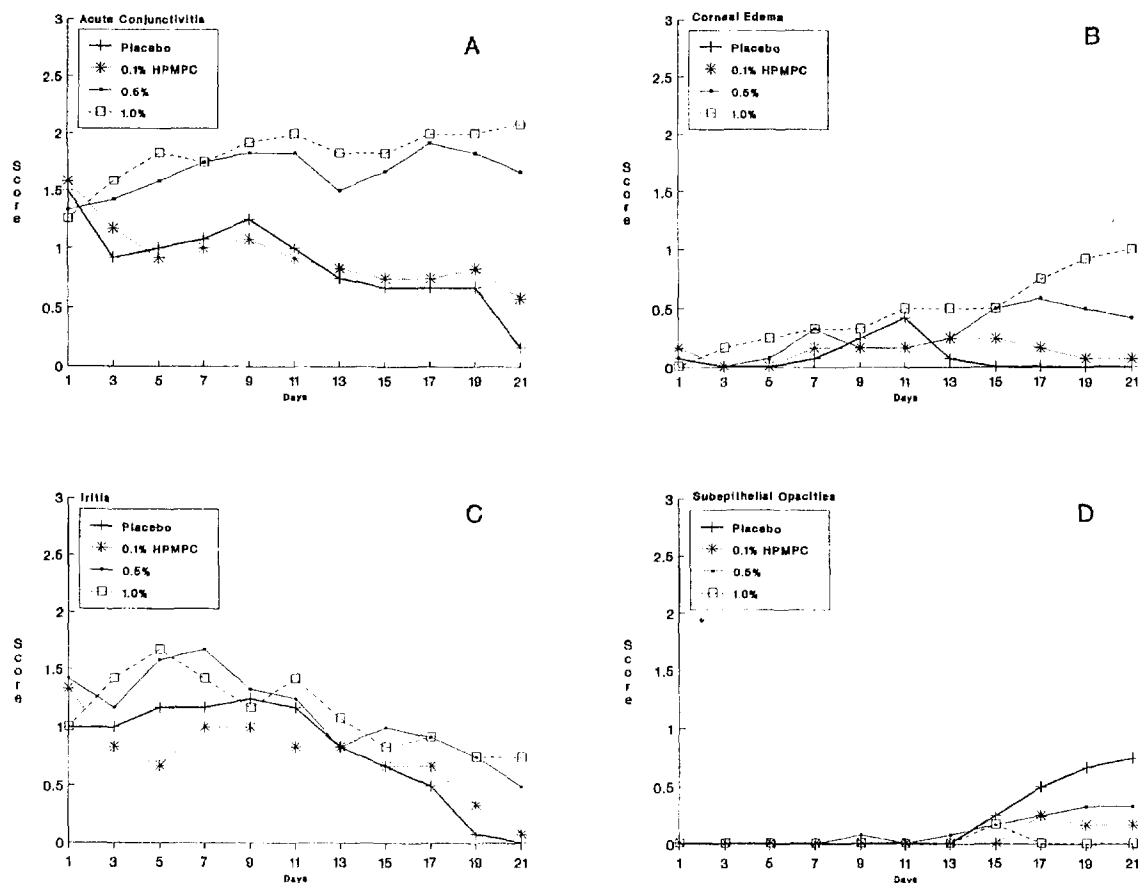 Acute Conjunctivitis
A
Placebo
0.1% HPMPC
0.5%
1.0%
3
2.5
2
1.5
1
0.5
0
Score
1 3 5 7 9 11 13 15 17 19 21
Days
Corneal Edema
B
Placebo
0.1% HPMPC
0.5%
1.0%
3
2.5
2
1.5
1
0.5
0
Score
1 3 5 7 9 11 13 15 17 19 21
Days
Iritis
C
Placebo
0.1% HPMPC
0.5%
1.0%
3
2.5
2
1.5
1
0.5
0
Score
1 3 5 7 9 11 13 15 17 19 21
Days
Subepithelial Opacities
D
Placebo
0.1% HPMPC
0.5%
1.0%
3
2.5
2
1.5
1
0.5
0
Score
1 3 5 7 9 11 13 15 17 19 21
Days